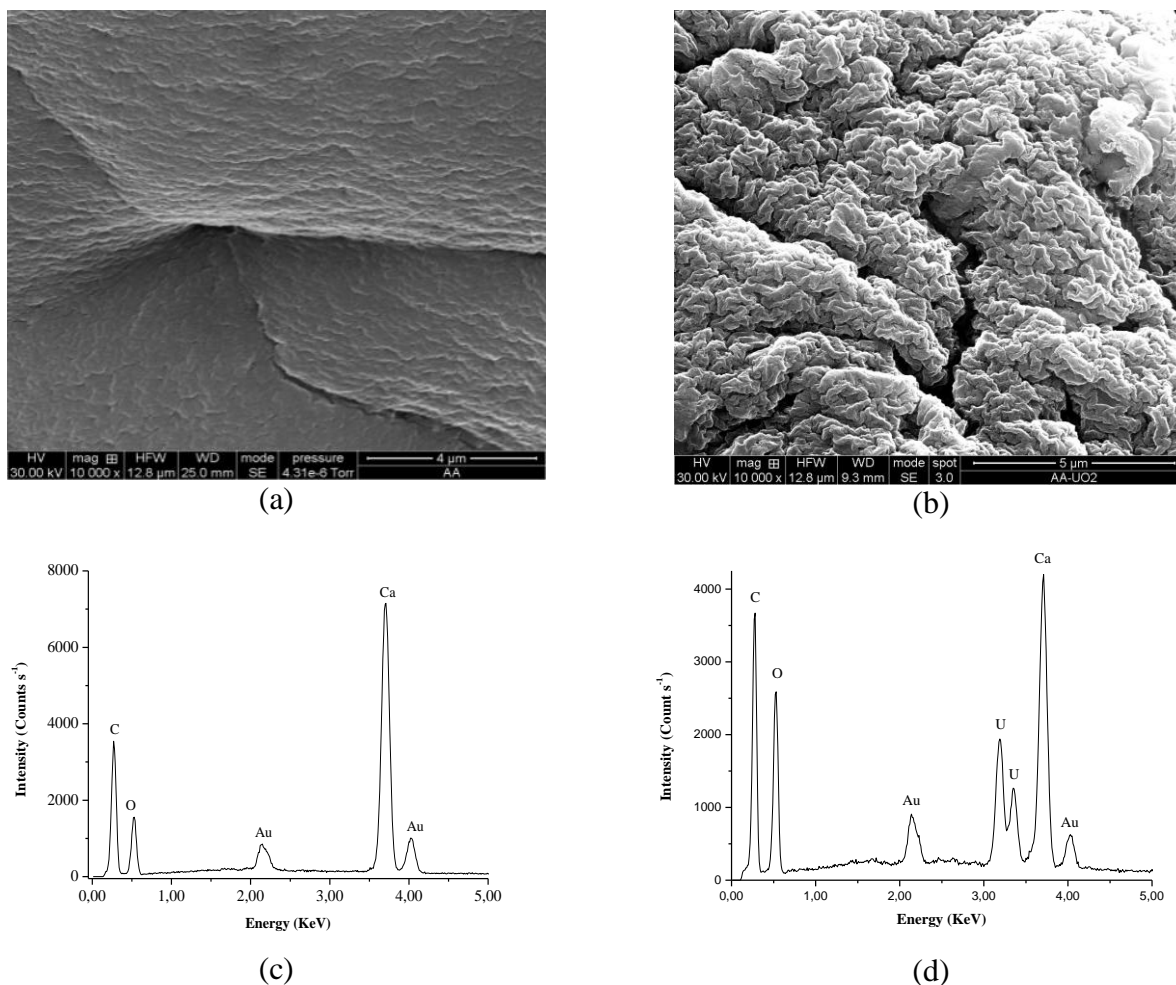 HV mag HFW WD mode pressure 4 µm
30.00 kV 10 000 x 12.8 µm 25.0 mm SE 4.31e-6 Torr AA
(a)
HV mag HFW WD mode spot 5 µm
30.00 kV 10 000 x 12.8 µm 9.3 mm SE 3.0 AA-UO2
(b)
8000
6000
4000
2000
0
Intensity (Counts s-1)
C
O
Au
Ca
Au
0,00 1,00 2,00 3,00 4,00 5,00
Energy (KeV)
(c)
4000
3000
2000
1000
0
Intensity (Count s-1)
C
O
Au
U
U
Ca
Au
0,00 1,00 2,00 3,00 4,00 5,00
Energy (KeV)
(d)